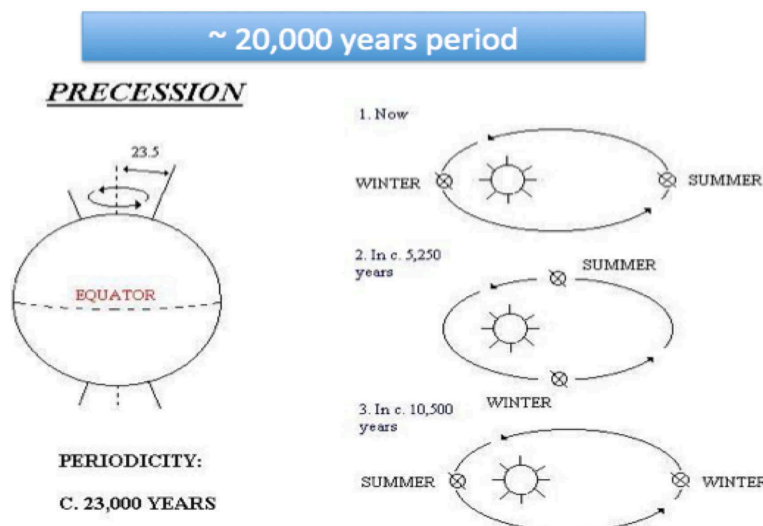 ~ 20,000 years period
PRECESSION
23.5
EQUATOR
PERIODICITY:
C. 23,000 YEARS
1. Now
WINTER
SUMMER
2. In c. 5,250
years
SUMMER
WINTER
3. In c. 10,500
years
SUMMER
WINTER